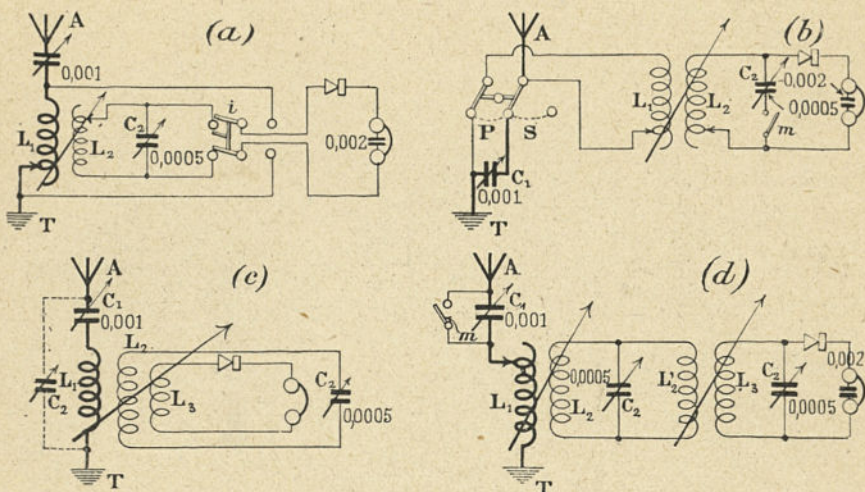 (a)
A
0,001
i
L₁
L₂
C₂
0,0005
0,002
T
(b)
A
P
S
C₁
0,001
T
L₁
L₂
C₂
0,002
0,0005
m
(c)
A
C₁
0,001
C₂
L₁
L₂
L₃
C₂
0,0005
T
(d)
A
C₁
0,001
m
L₁
0,0005
L₂
C₂
L'₂
L₃
C₂
0,002
0,0005
T